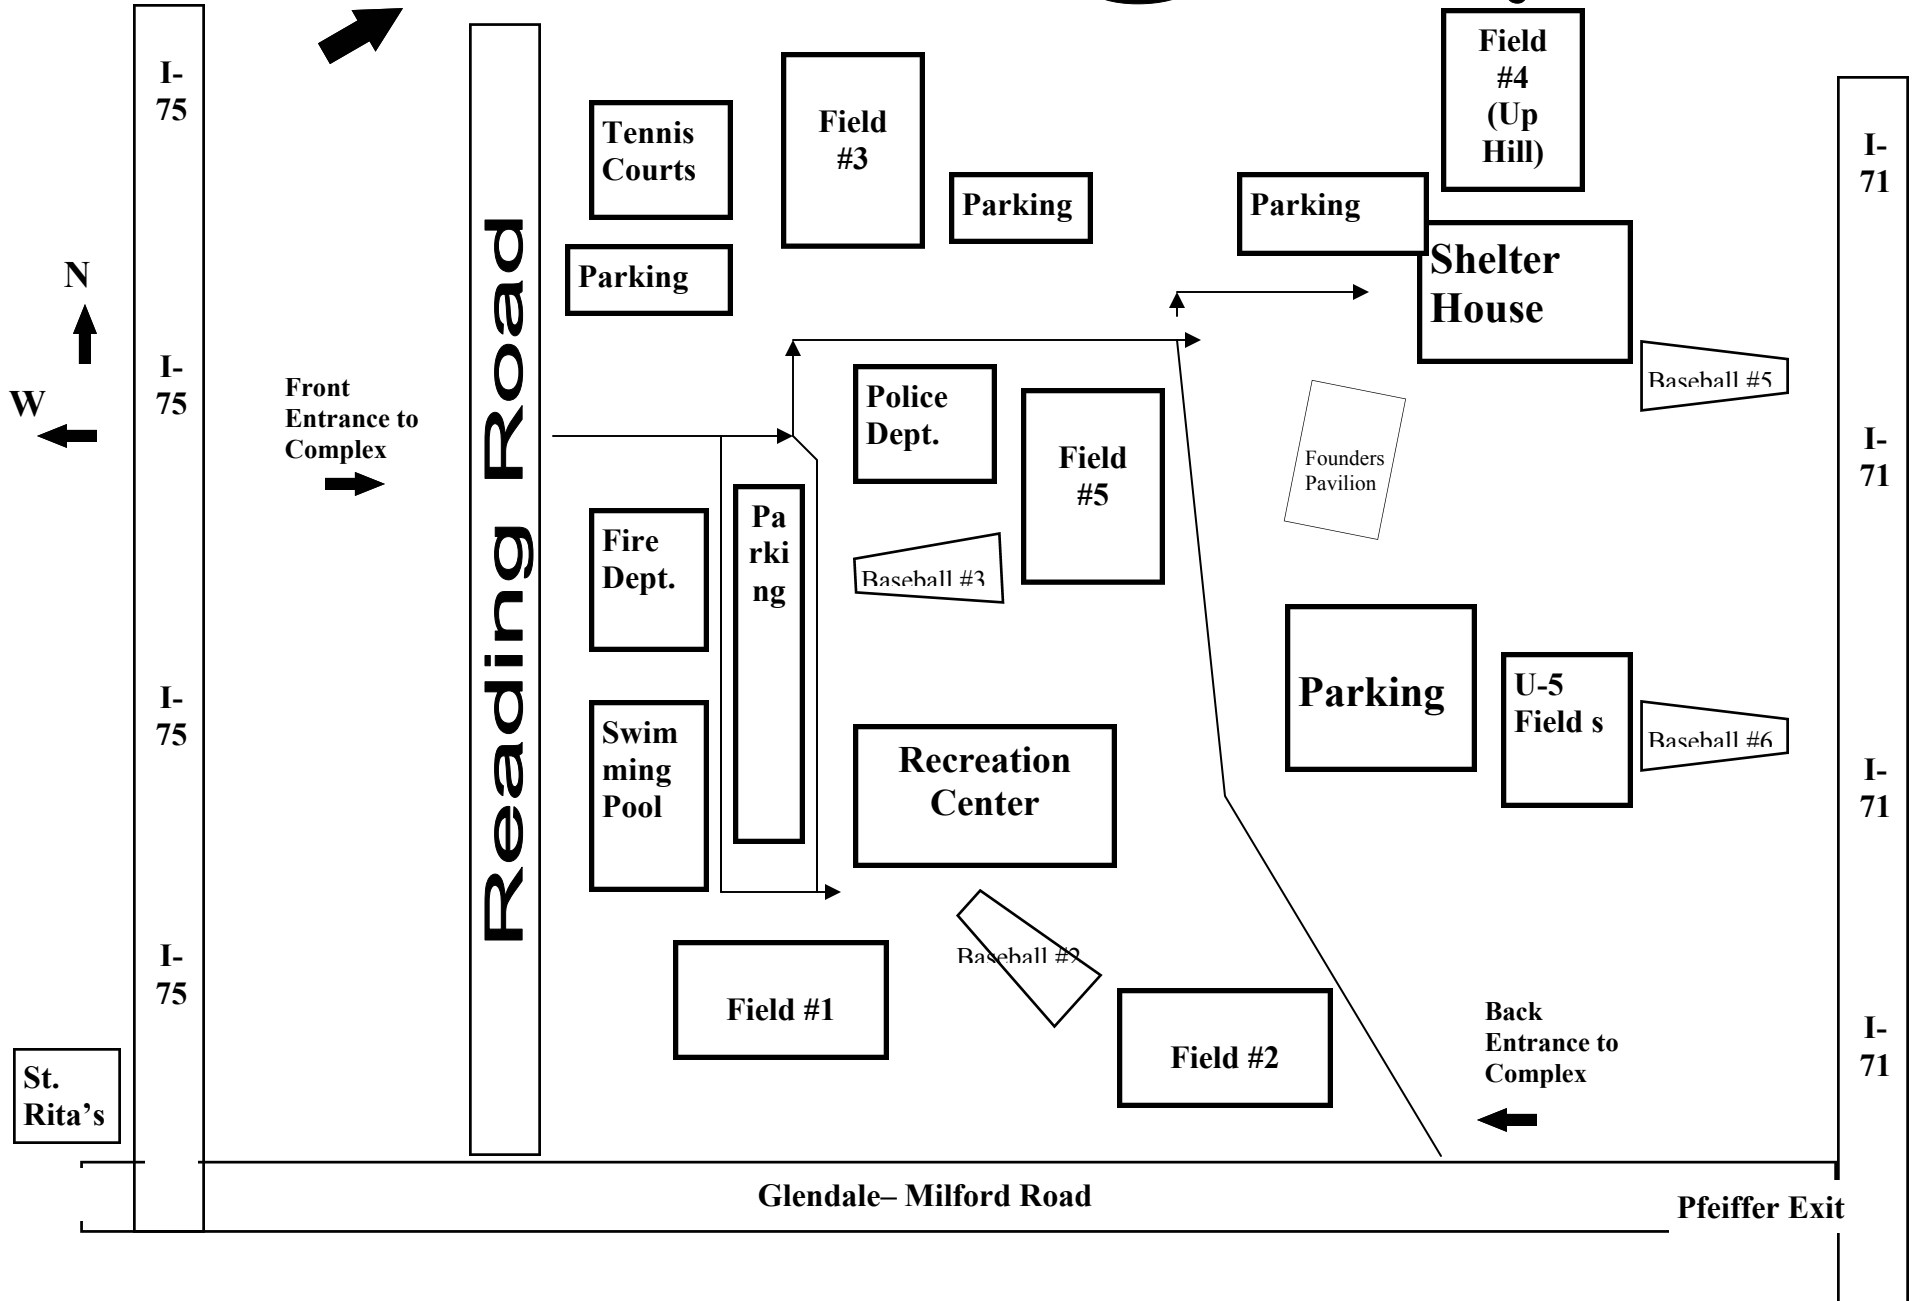 I-
75
Field
#4
(Up
Hill)
Tennis
Courts
Field
#3
I-
71
Parking
Parking
Reading Road
N
Parking
Shelter
House
I-
75
W
Front
Entrance to
Complex
Police
Dept.
Baseball #5
Field
#5
Founders
Pavilion
I-
71
Fire
Dept.
Pa
rki
ng
Baseball #3
I-
75
Swim
ming
Pool
Recreation
Center
Parking
U-5
Field s
Baseball #6
I-
71
I-
75
Baseball #2
Field #1
Field #2
Back
Entrance to
Complex
I-
71
St.
Rita's
Glendale– Milford Road
Pfeiffer Exit